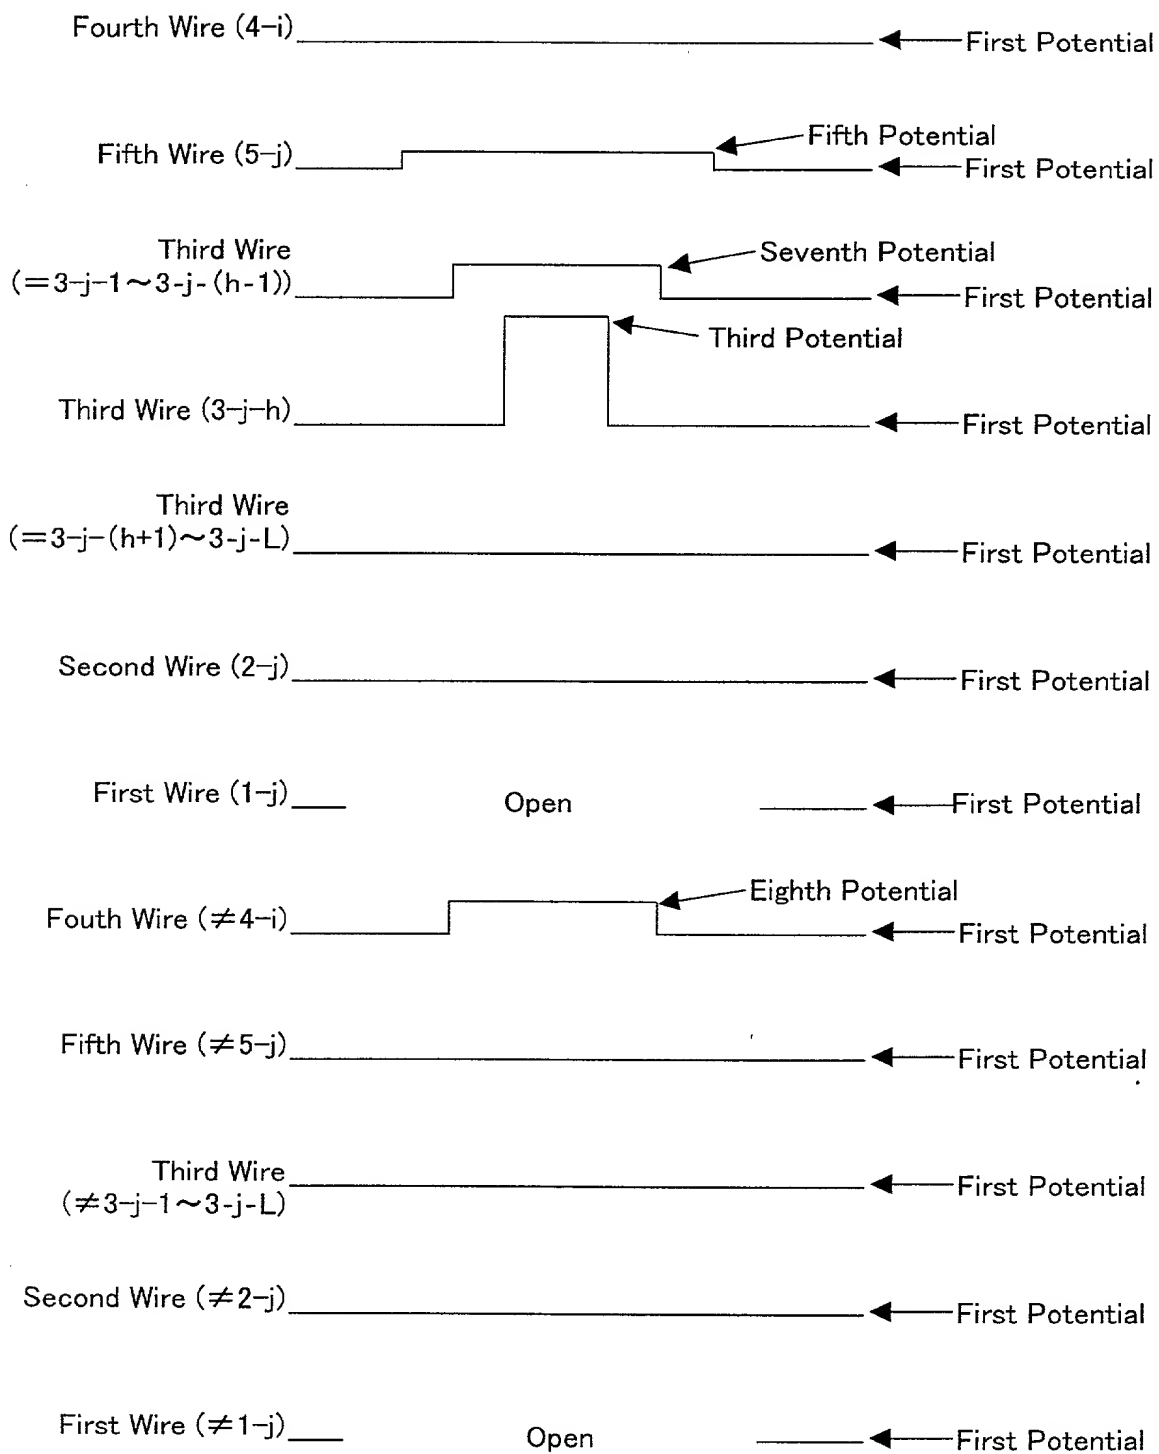 Fourth Wire (4-i)
First Potential
Fifth Potential
Fifth Wire (5-j)
First Potential
Third Wire
(=3-j-1~3-j-(h-1))
Seventh Potential
First Potential
Third Potential
Third Wire (3-j-h)
First Potential
Third Wire
(=3-j-(h+1)~3-j-L)
First Potential
Second Wire (2-j)
First Potential
First Wire (1-j)
Open
First Potential
Eighth Potential
Fouth Wire (≠4-i)
First Potential
Fifth Wire (≠5-j)
First Potential
Third Wire
(≠3-j-1~3-j-L)
First Potential
Second Wire (≠2-j)
First Potential
First Wire (≠1-j)
Open
First Potential